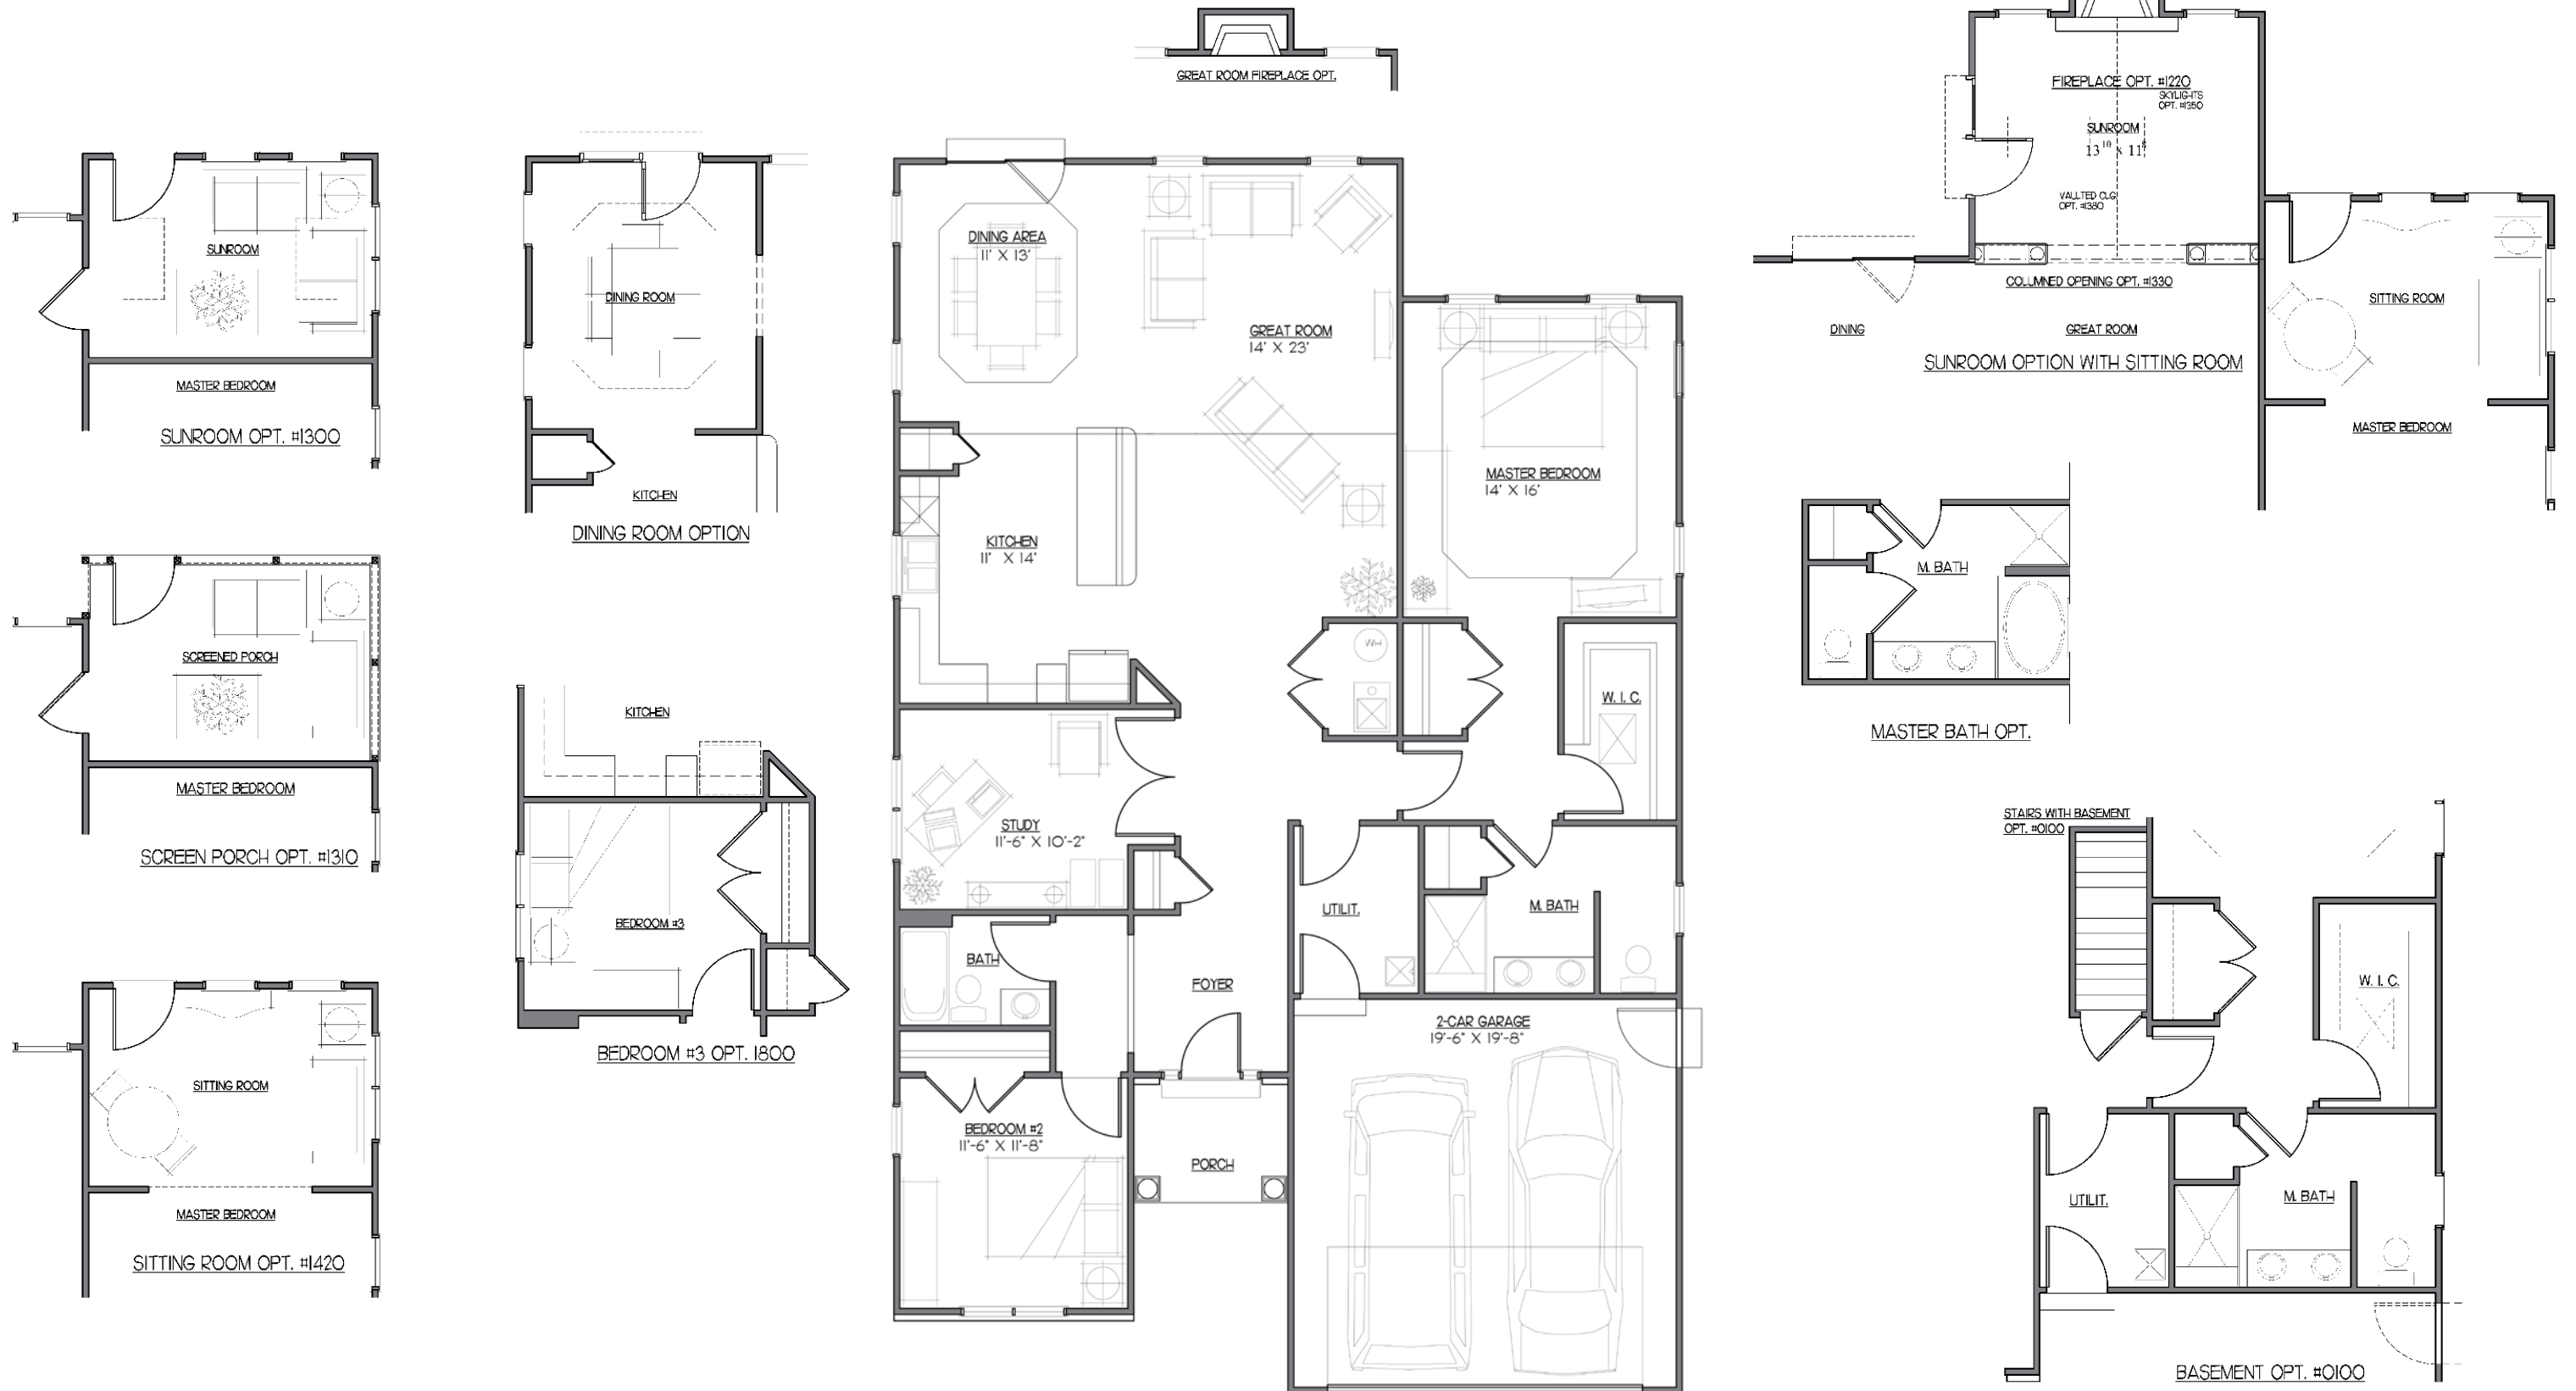 GREAT ROOM FIREPLACE OPT.
SUNROOM
MASTER BEDROOM
SUNROOM OPT. #1300
SCREENED PORCH
MASTER BEDROOM
SCREEN PORCH OPT. #1310
SITTING ROOM
MASTER BEDROOM
SITTING ROOM OPT. #1420
DINING ROOM
KITCHEN
DINING ROOM OPTION
KITCHEN
BEDROOM #3
BEDROOM #3 OPT. 1800
DINING AREA
11' X 13'
GREAT ROOM
14' X 23'
MASTER BEDROOM
14' X 16'
KITCHEN
11' X 14'
WH
W. I. C.
STUDY
11'-6" X 10'-2"
UTILIT.
M. BATH
BATH
FOYER
2-CAR GARAGE
19'-6" X 19'-8"
BEDROOM #2
11'-6" X 11'-8"
PORCH
FIREPLACE OPT. #1220
SKYLIGHTS
OPT. #1350
SUNROOM
13¹⁰ X 11⁸
VAULTED CLG
OPT. #1380
COLUMNED OPENING OPT. #1330
DINING
GREAT ROOM
SUNROOM OPTION WITH SITTING ROOM
SITTING ROOM
MASTER BEDROOM
M. BATH
MASTER BATH OPT.
STAIRS WITH BASEMENT
OPT. #0100
W. I. C.
UTILIT.
M. BATH
BASEMENT OPT. #0100